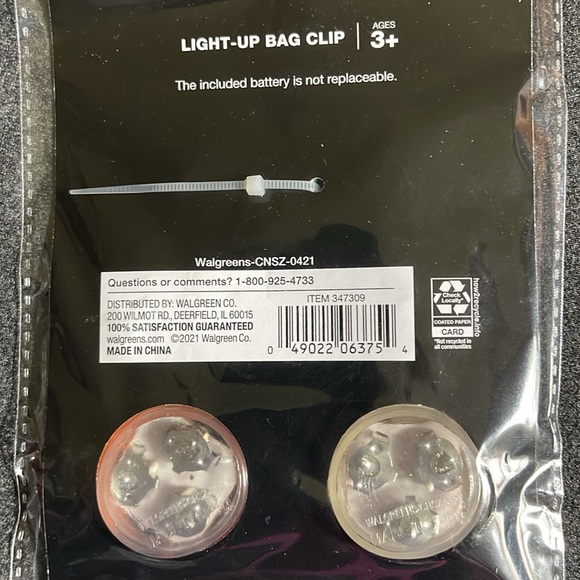 LIGHT-UP BAG CLIP
AGES
3+
The included battery is not replaceable.
Walgreens-CNSZ-0421
Questions or comments? 1-800-925-4733
DISTRIBUTED BY: WALGREEN CO.
200 WILMOT RD., DEERFIELD, IL 60015
100% SATISFACTION GUARANTEED
walgreens.com ©2021 Walgreen Co.
MADE IN CHINA
ITEM 347309
0 49022 06375 4
Check
Locally*
COATED PAPER
CARD
*Not recycled in
all communities
how2recycle.info
WALGREENS-CNSZ